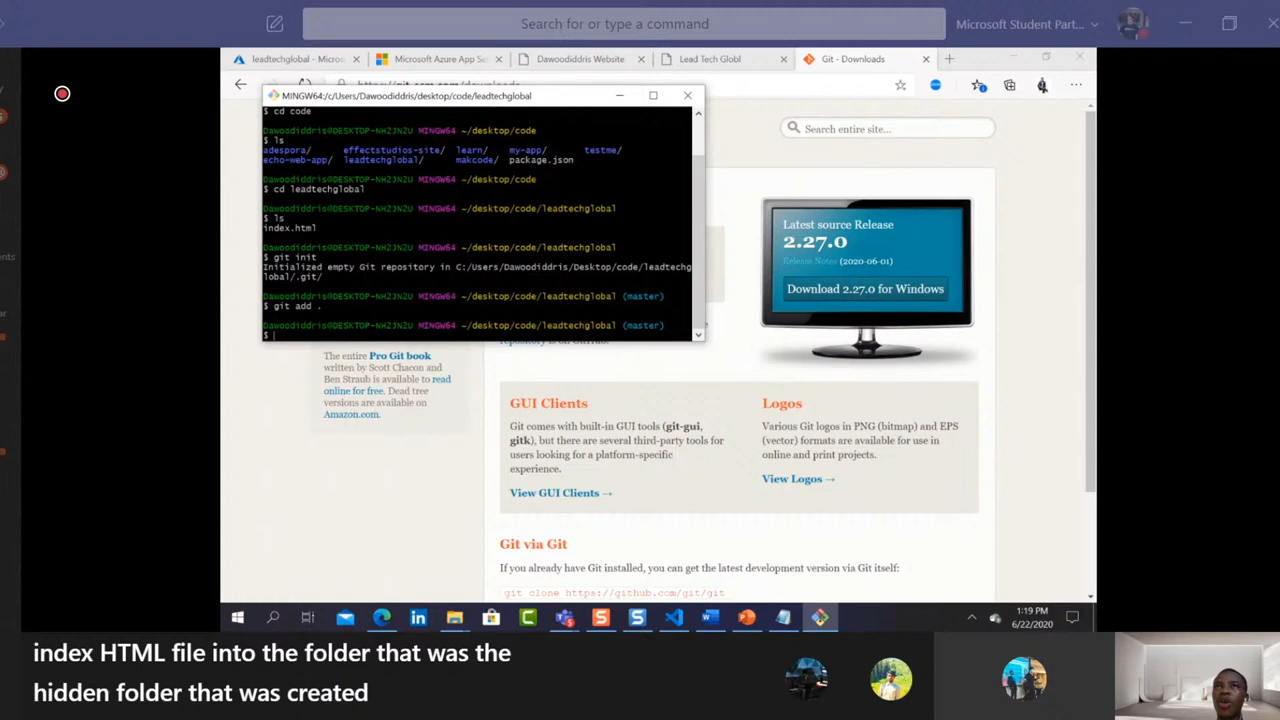 Search for or type a command
Microsoft Student Part...
leadtechglobal - Micros
Microsoft Azure App Se
Dawoodiddris Website
Lead Tech Globl
Git - Downloads
MINGW64:/c/Users/Dawoodiddris/desktop/code/leadtechglobal
$ cd code
Dawoodiddris@DESKTOP-NH2JN2U MINGW64 ~/desktop/code
$ ls
adespora/ effectstudios-site/ learn/ my-app/ testme/
echo-web-app/ leadtechglobal/ makcode/ package.json
Dawoodiddris@DESKTOP-NH2JN2U MINGW64 ~/desktop/code
$ cd leadtechglobal
Dawoodiddris@DESKTOP-NH2JN2U MINGW64 ~/desktop/code/leadtechglobal
$ ls
index.html
Dawoodiddris@DESKTOP-NH2JN2U MINGW64 ~/desktop/code/leadtechglobal
$ git init
Initialized empty Git repository in C:/Users/Dawoodiddris/Desktop/code/leadtechg
lobal/.git/
Dawoodiddris@DESKTOP-NH2JN2U MINGW64 ~/desktop/code/leadtechglobal (master)
$ git add .
Dawoodiddris@DESKTOP-NH2JN2U MINGW64 ~/desktop/code/leadtechglobal (master)
$
Search entire site...
Latest source Release
2.27.0
Release Notes (2020-06-01)
Download 2.27.0 for Windows
The entire Pro Git book
written by Scott Chacon and
Ben Straub is available to read
online for free. Dead tree
versions are available on
Amazon.com.
GUI Clients
Git comes with built-in GUI tools (git-gui,
gitk), but there are several third-party tools for
users looking for a platform-specific
experience.
View GUI Clients →
Logos
Various Git logos in PNG (bitmap) and EPS
(vector) formats are available for use in
online and print projects.
View Logos →
Git via Git
If you already have Git installed, you can get the latest development version via Git itself:
git clone https://github.com/git/git
1:19 PM
6/22/2020
index HTML file into the folder that was the
hidden folder that was created